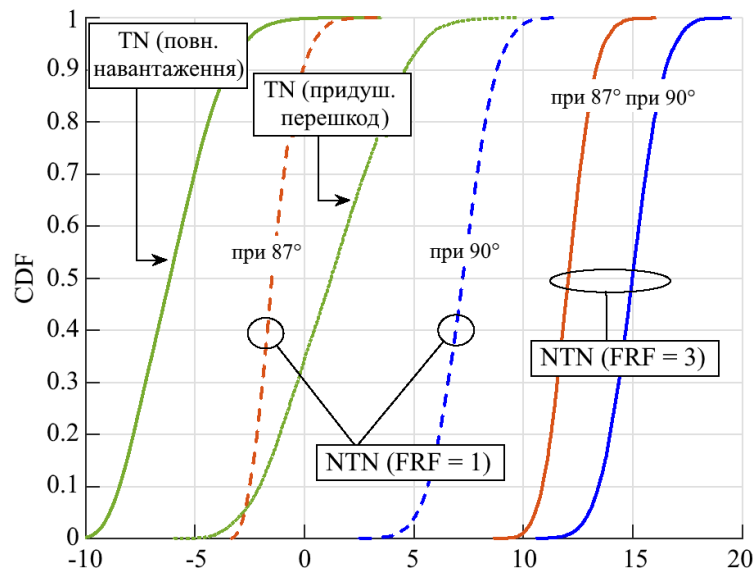 1
0.9
0.8
0.7
0.6
0.5
0.4
0.3
0.2
0.1
0
CDF
TN (повн.
навантаження)
TN (придуш.
перешкод)
при 87°
при 90°
при 87°
при 90°
NTN (FRF = 3)
NTN (FRF = 1)
-10
-5
0
5
10
15
20